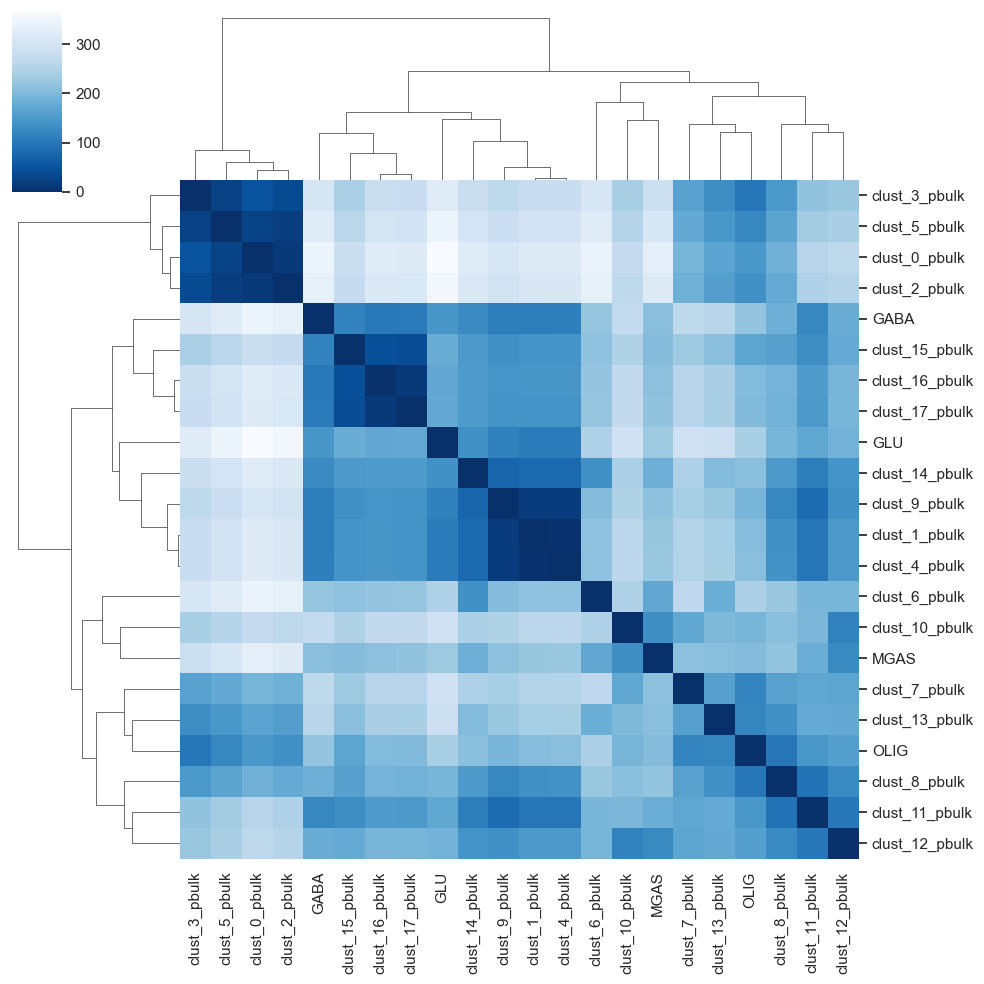 300
200
100
0
clust_3_pbulk
clust_5_pbulk
clust_0_pbulk
clust_2_pbulk
GABA
clust_15_pbulk
clust_16_pbulk
clust_17_pbulk
GLU
clust_14_pbulk
clust_9_pbulk
clust_1_pbulk
clust_4_pbulk
clust_6_pbulk
clust_10_pbulk
MGAS
clust_7_pbulk
clust_13_pbulk
OLIG
clust_8_pbulk
clust_11_pbulk
clust_12_pbulk
clust_3_pbulk
clust_5_pbulk
clust_0_pbulk
clust_2_pbulk
GABA
clust_15_pbulk
clust_16_pbulk
clust_17_pbulk
GLU
clust_14_pbulk
clust_9_pbulk
clust_1_pbulk
clust_4_pbulk
clust_6_pbulk
clust_10_pbulk
MGAS
clust_7_pbulk
clust_13_pbulk
OLIG
clust_8_pbulk
clust_11_pbulk
clust_12_pbulk